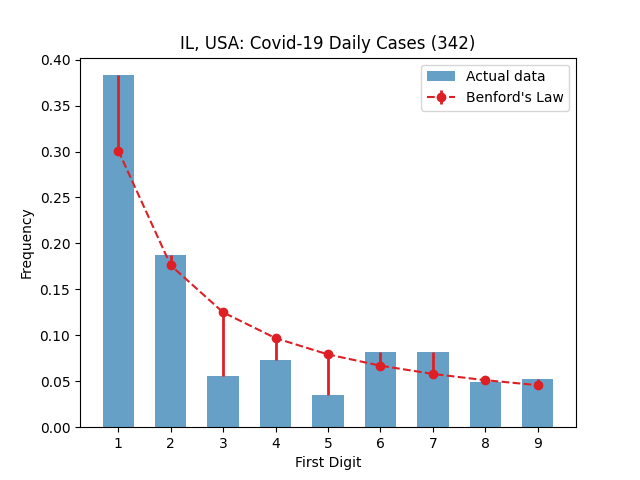 IL, USA: Covid-19 Daily Cases (342)
Actual data
Benford's Law
0.40
0.35
0.30
0.25
0.20
0.15
0.10
0.05
0.00
Frequency
1 2 3 4 5 6 7 8 9
First Digit